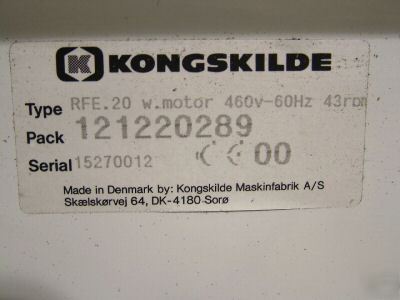 KONGSKILDE
Type RFE.20 w.motor 460v-60Hz 43rpm
Pack 121220289
Serial 15270012 CE 00
Made in Denmark by: Kongskilde Maskinfabrik A/S
Skælskørvej 64, DK-4180 Sorø